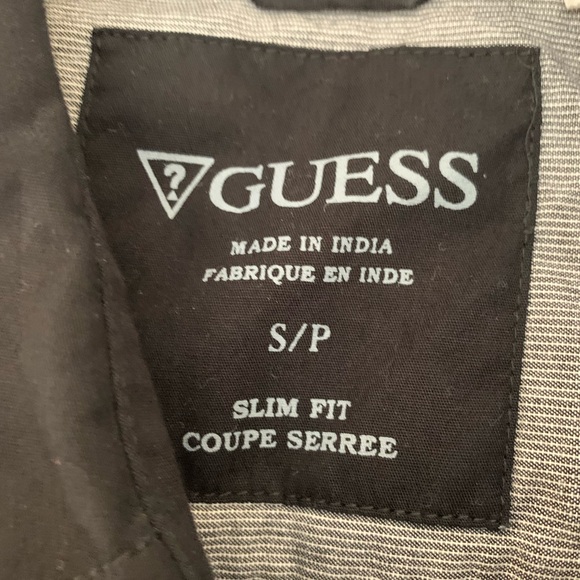 ? GUESS
MADE IN INDIA
FABRIQUE EN INDE
S/P
SLIM FIT
COUPE SERREE